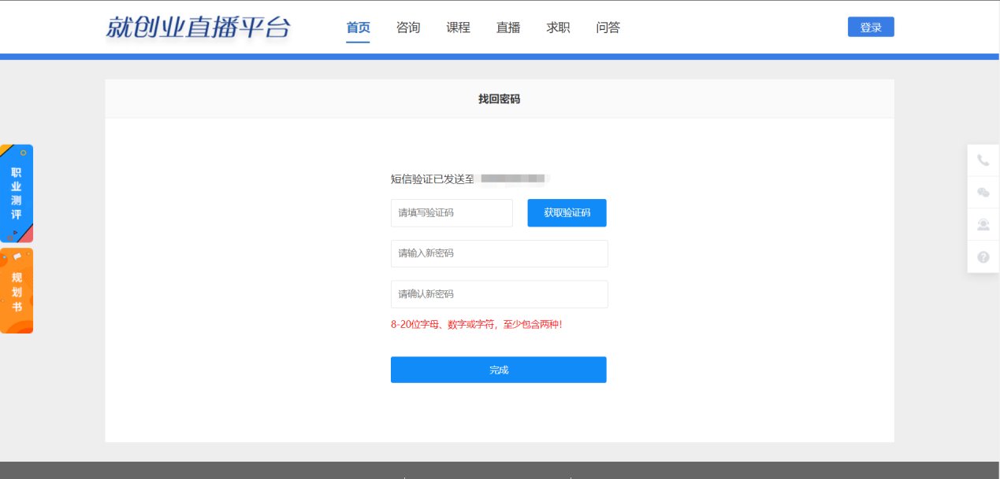 就创业直播平台 首页 咨询 课程 直播 求职 问答 登录
找回密码
职业测评
规划书
短信验证已发送至
请填写验证码 获取验证码
请输入新密码
请确认新密码
8-20位字母、数字或字符，至少包含两种！
完成